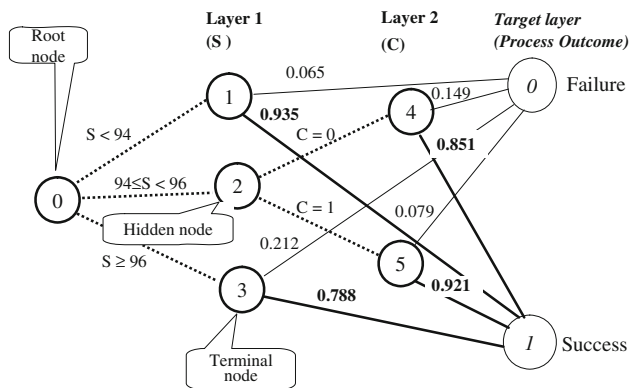 Root
node
Layer 1
(S )
Layer 2
(C)
Target layer
(Process Outcome)
0.065
1
0
Failure
0.935
0.149
4
S < 94
C = 0
0.851
94≤S < 96
0
2
Hidden node
C = 1
0.079
0.212
S ≥ 96
5
3
0.921
0.788
1
Success
Terminal
node